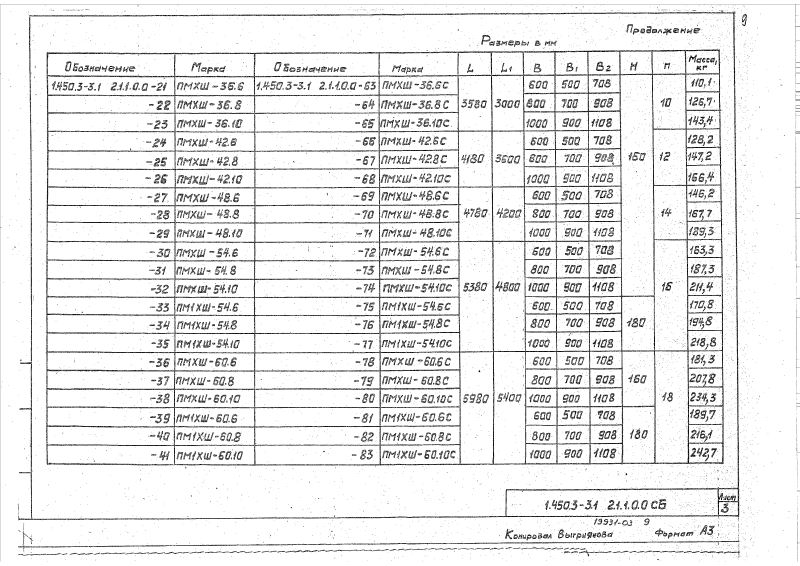 9
Продолжение
Размеры в мм
Обозначение Марка Обозначение Марка L L1 B B1 B2 H n Масса, кг
1.450.3-3.1 2.1.1.0.0-21 ПМХШ-36.6 1.450.3-3.1 2.1.1.0.0-63 ПМХШ-36.6С 600 500 708 110,1
-22 ПМХШ-36.8 -64 ПМХШ-36.8С 3580 3000 800 700 908 10 126,7
-23 ПМХШ-36.10 -65 ПМХШ-36.10С 1000 900 1108 143,4
-24 ПМХШ-42.6 -66 ПМХШ-42.6С 600 500 708 128,2
-25 ПМХШ-42.8 -67 ПМХШ-42.8С 4180 3600 800 700 908 160 12 147,2
-26 ПМХШ-42.10 -68 ПМХШ-42.10С 1000 900 1108 166,4
-27 ПМХШ-48.6 -69 ПМХШ-48.6С 600 500 708 146,2
-28 ПМХШ-48.8 -70 ПМХШ-48.8С 4780 4200 800 700 908 14 167,7
-29 ПМХШ-48.10 -71 ПМХШ-48.10С 1000 900 1108 189,3
-30 ПМХШ-54.6 -72 ПМХШ-54.6С 600 500 708 163,3
-31 ПМХШ-54.8 -73 ПМХШ-54.8С 800 700 908 187,3
-32 ПМХШ-54.10 -74 ПМХШ-54.10С 5380 4800 1000 900 1108 16 211,4
-33 ПМ1ХШ-54.6 -75 ПМ1ХШ-54.6С 600 500 708 170,8
-34 ПМ1ХШ-54.8 -76 ПМ1ХШ-54.8С 800 700 908 180 194,8
-35 ПМ1ХШ-54.10 -77 ПМ1ХШ-54.10С 1000 900 1108 218,8
-36 ПМХШ-60.6 -78 ПМХШ-60.6С 600 500 708 181,3
-37 ПМХШ-60.8 -79 ПМХШ-60.8С 800 700 908 160 207,8
-38 ПМХШ-60.10 -80 ПМХШ-60.10С 5980 5400 1000 900 1108 18 234,3
-39 ПМ1ХШ-60.6 -81 ПМ1ХШ-60.6С 600 500 708 189,7
-40 ПМ1ХШ-60.8 -82 ПМ1ХШ-60.8С 800 700 908 180 216,1
-41 ПМ1ХШ-60.10 -83 ПМ1ХШ-60.10С 1000 900 1108 242,7
1.450.3-3.1 2.1.1.0.0 СБ
Лист
3
19931-03 9
Копировал Выгриянова Формат А3